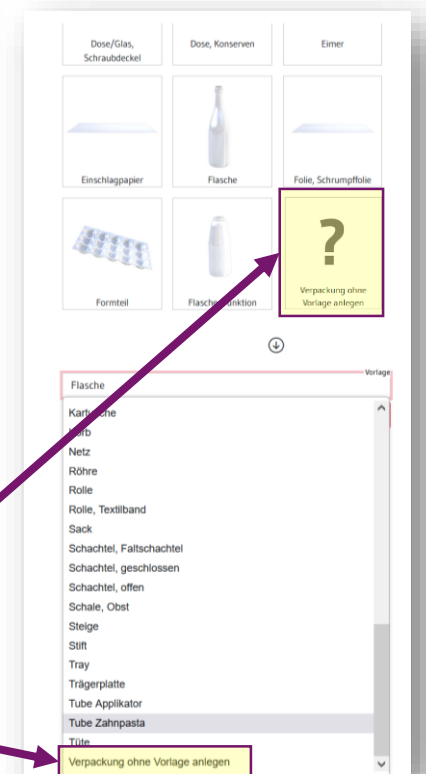 Dose/Glas,
Schraubdeckel
Dose, Konserven
Eimer
Einschlagpapier
Flasche
Folie, Schrumpffolie
Formteil
?
Verpackung ohne
Vorlage anlegen
Vorlage
Flasche
Netz
Röhre
Rolle
Rolle, Textilband
Sack
Schachtel, Faltschachtel
Schachtel, geschlossen
Schachtel, offen
Schale, Obst
Steige
Stift
Tray
Trägerplatte
Tube Applikator
Tube Zahnpasta
Tüte
Verpackung ohne Vorlage anlegen